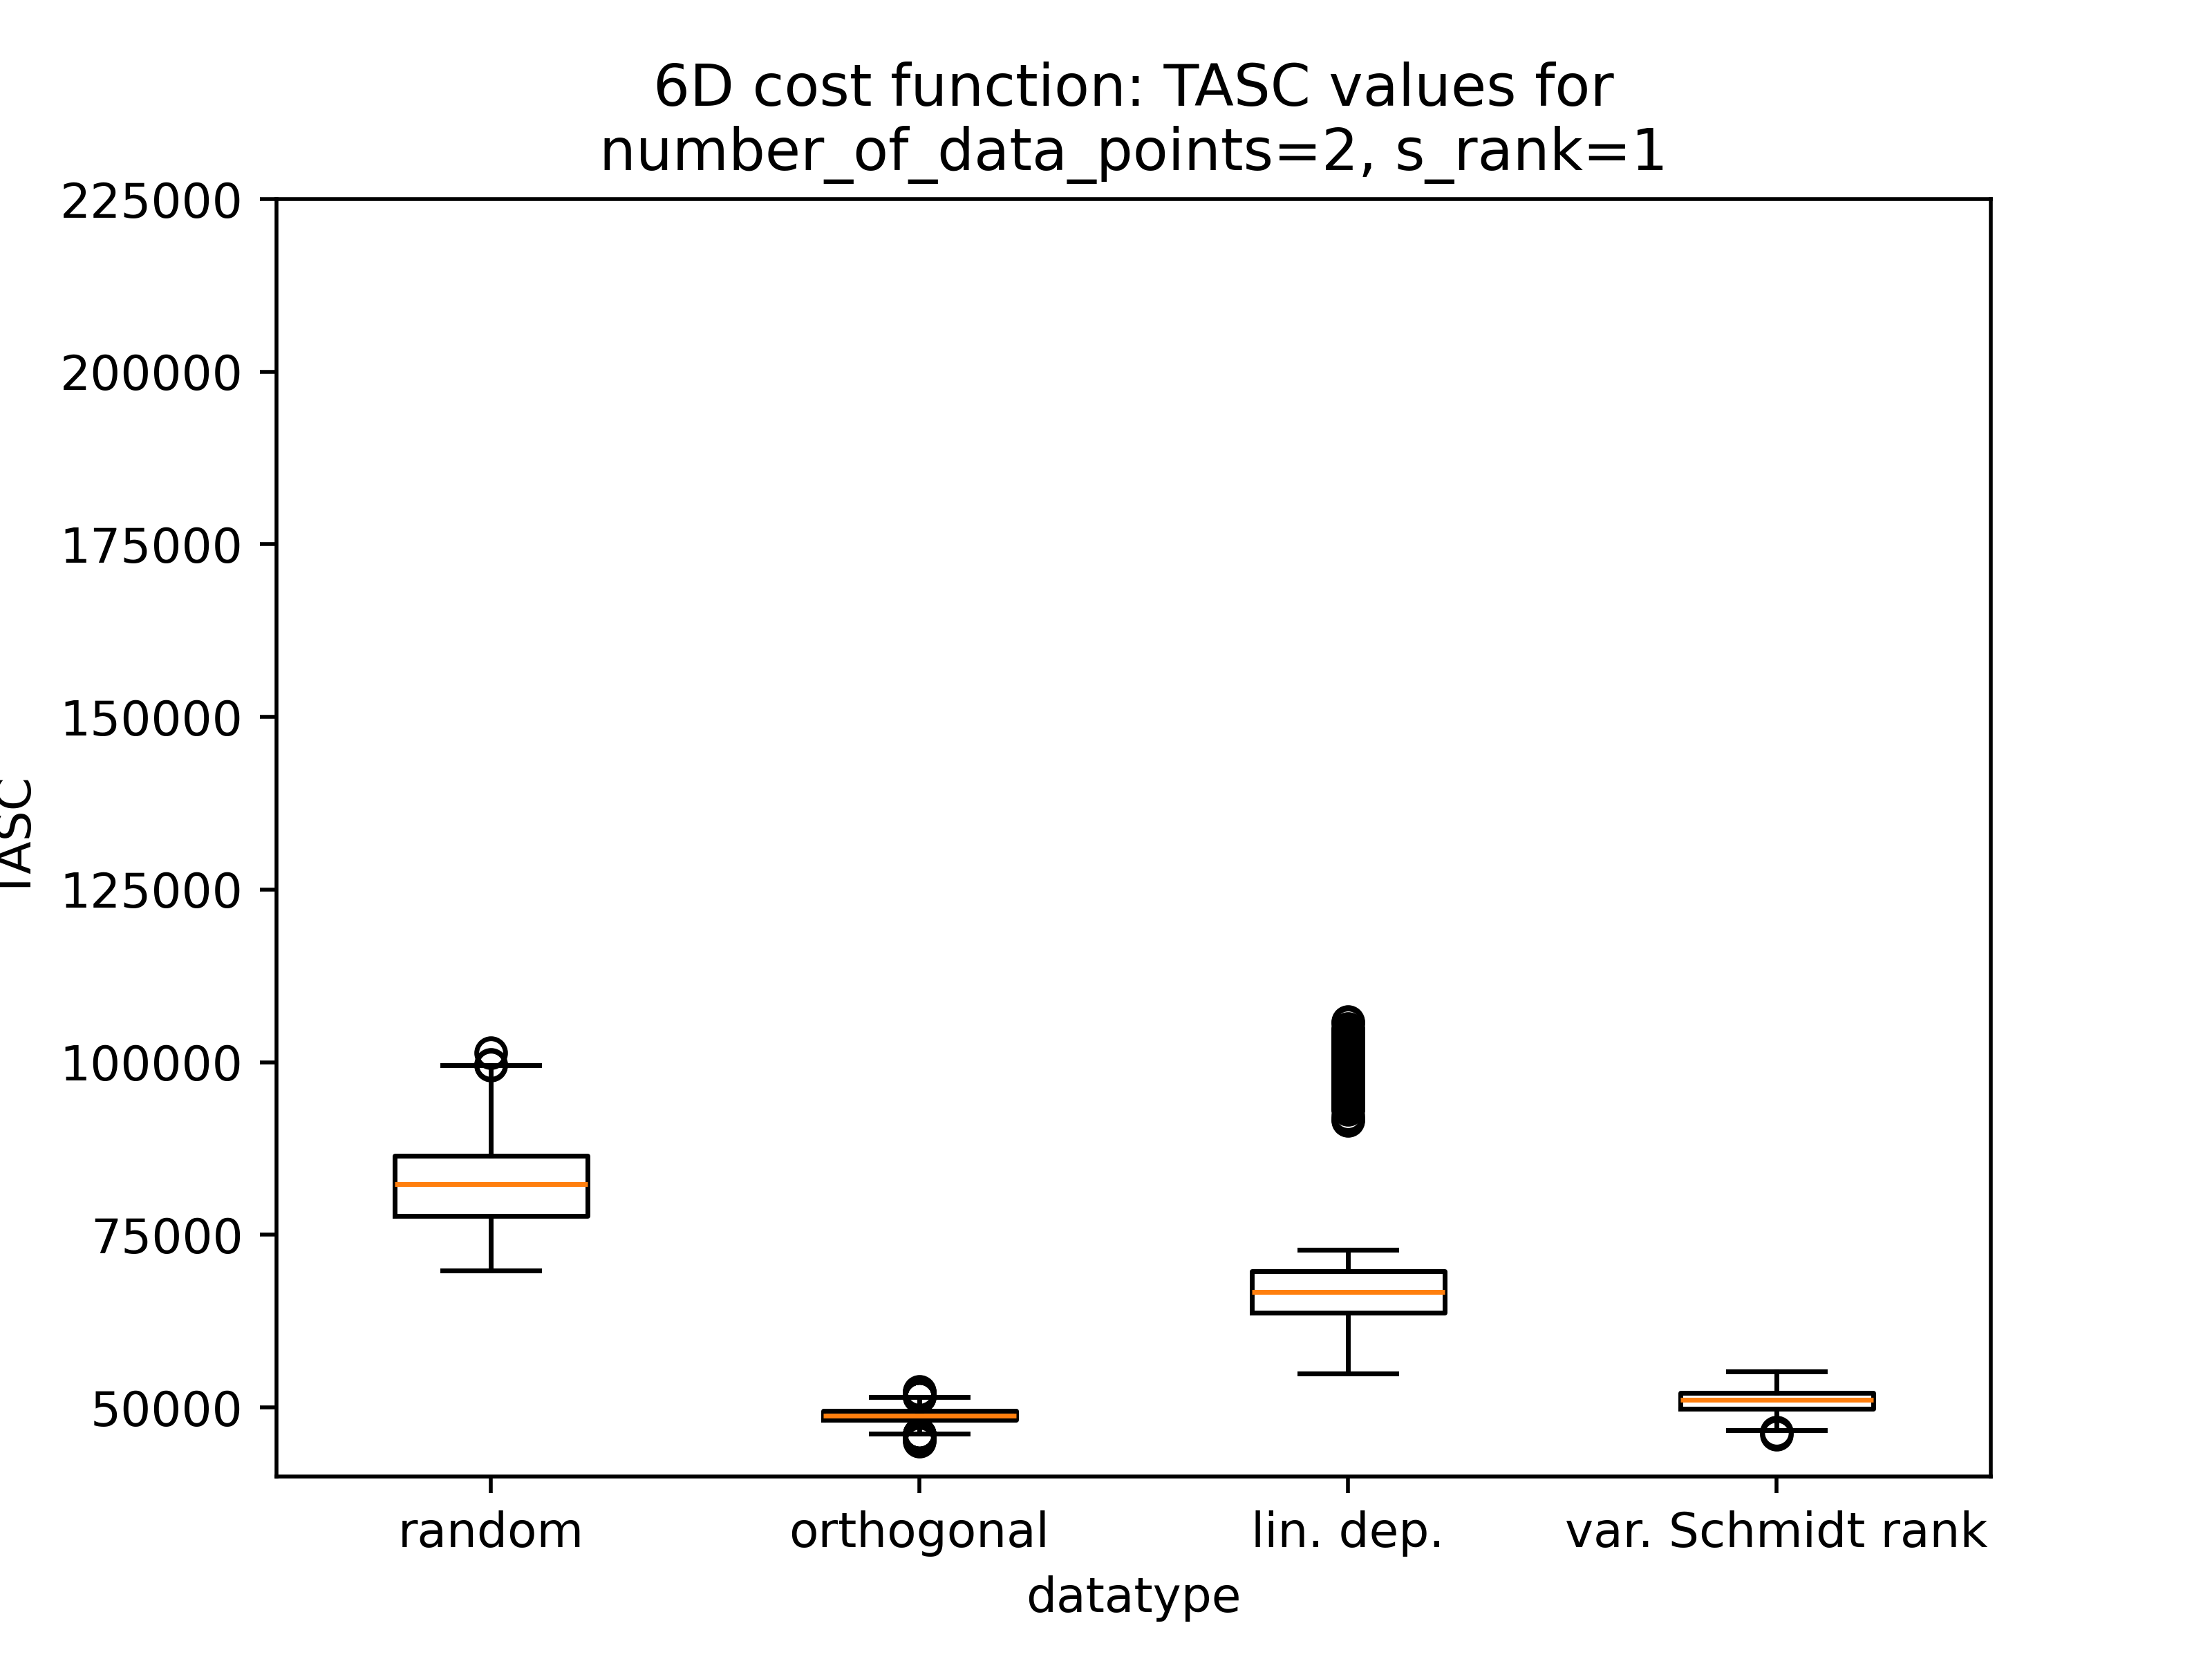 6D cost function: TASC values for
number_of_data_points=2, s_rank=1
225000
200000
175000
150000
125000
100000
75000
50000
TASC
random orthogonal lin. dep. var. Schmidt rank
datatype